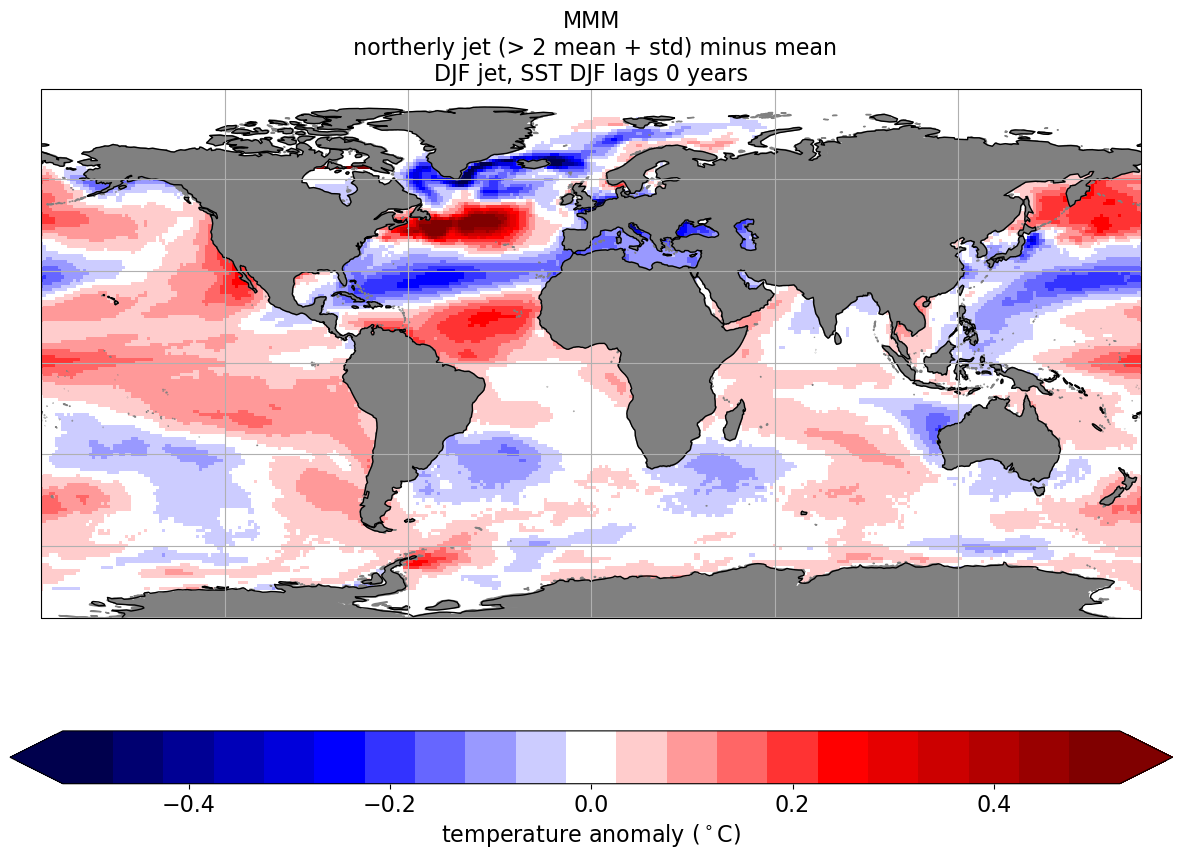 MMM
northerly jet (> 2 mean + std) minus mean
DJF jet, SST DJF lags 0 years
−0.4 −0.2 0.0 0.2 0.4
temperature anomaly (°C)